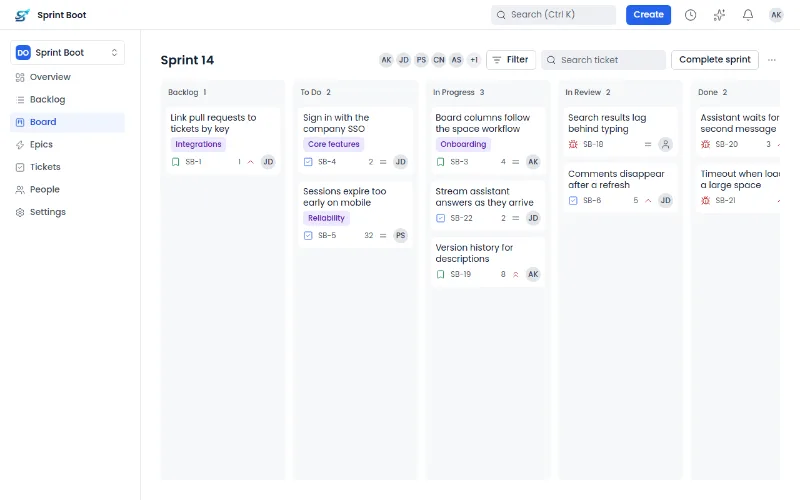 Sprint Boot
Search (Ctrl K)
Create
AK
DO Sprint Boot
Overview
Backlog
Board
Epics
Tickets
People
Settings
Sprint 14
AK JD PS CN AS +1
Filter
Search ticket
Complete sprint
Backlog 1
Link pull requests to
tickets by key
Integrations
SB-1 1 JD
To Do 2
Sign in with the
company SSO
Core features
SB-4 2 JD
Sessions expire too
early on mobile
Reliability
SB-5 32 PS
In Progress 3
Board columns follow
the space workflow
Onboarding
SB-3 4 AK
Stream assistant
answers as they arrive
SB-22 2 JD
Version history for
descriptions
SB-19 8 AK
In Review 2
Search results lag
behind typing
SB-18
Comments disappear
after a refresh
SB-6 5 JD
Done 2
Assistant waits for
second message
SB-20 3
Timeout when
a large space
SB-21